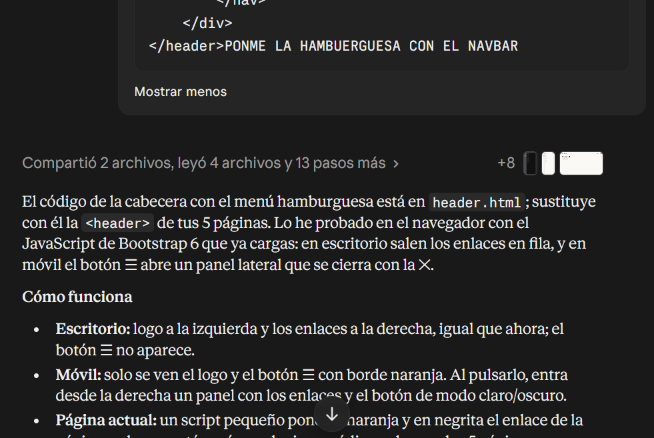 </nav>
</div>
</header>PONME LA HAMBUERGUESA CON EL NAVBAR
Mostrar menos
Compartió 2 archivos, leyó 4 archivos y 13 pasos más >
+8
El código de la cabecera con el menú hamburguesa está en header.html; sustituye
con él la <header> de tus 5 páginas. Lo he probado en el navegador con el
JavaScript de Bootstrap 6 que ya cargas: en escritorio salen los enlaces en fila, y en
móvil el botón ☰ abre un panel lateral que se cierra con la ✕.
Cómo funciona
• Escritorio: logo a la izquierda y los enlaces a la derecha, igual que ahora; el
botón ☰ no aparece.
• Móvil: solo se ven el logo y el botón ☰ con borde naranja. Al pulsarlo, entra
desde la derecha un panel con los enlaces y el botón de modo claro/oscuro.
• Página actual: un script pequeño naranja y en negrita el enlace de la